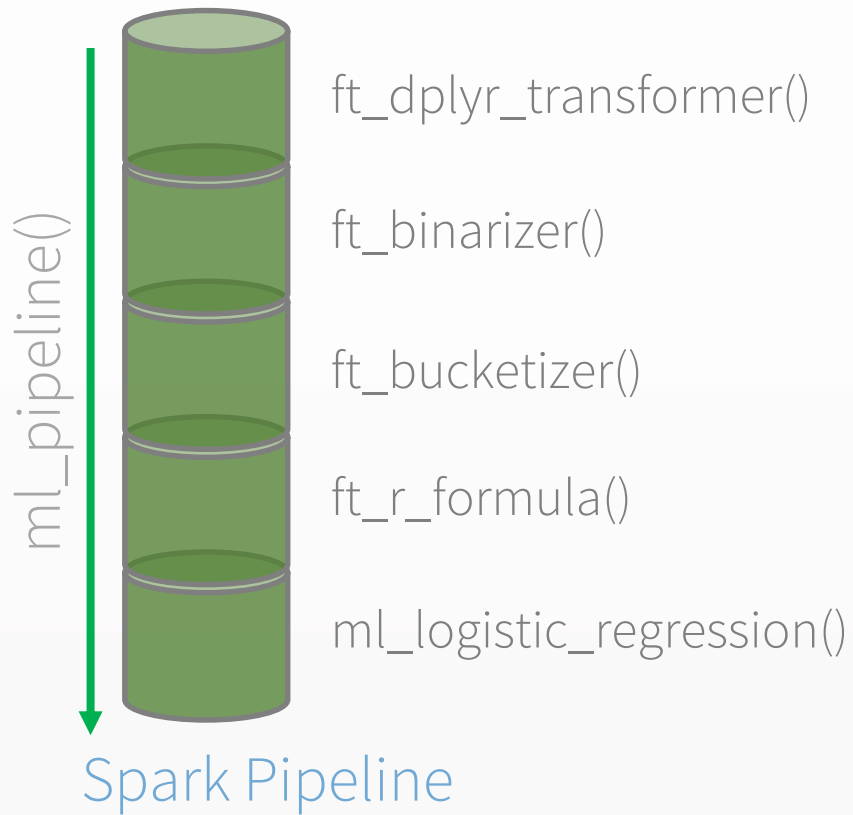 ft_dplyr_transformer()
ft_binarizer()
ml_pipeline()
ft_bucketizer()
ft_r_formula()
ml_logistic_regression()
Spark Pipeline